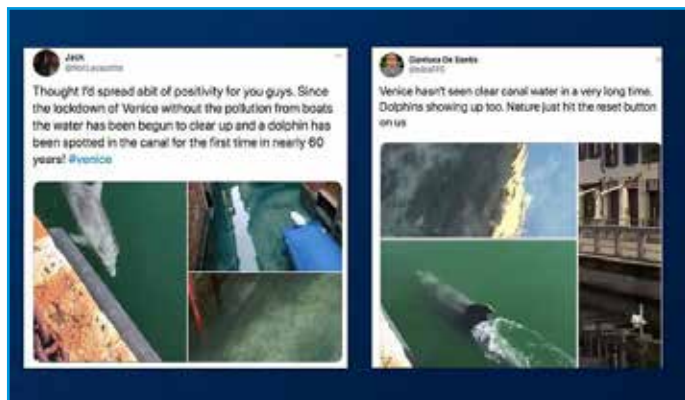 Jack
Thought I'd spread abit of positivity for you guys. Since
the lockdown of Venice without the pollution from boats
the water has been begun to clear up and a dolphin has
been spotted in the canal for the first time in nearly 60
years! #venice
Gianluca De Santis
Venice hasn't seen clear canal water in a very long time.
Dolphins showing up too. Nature just hit the reset button
on us